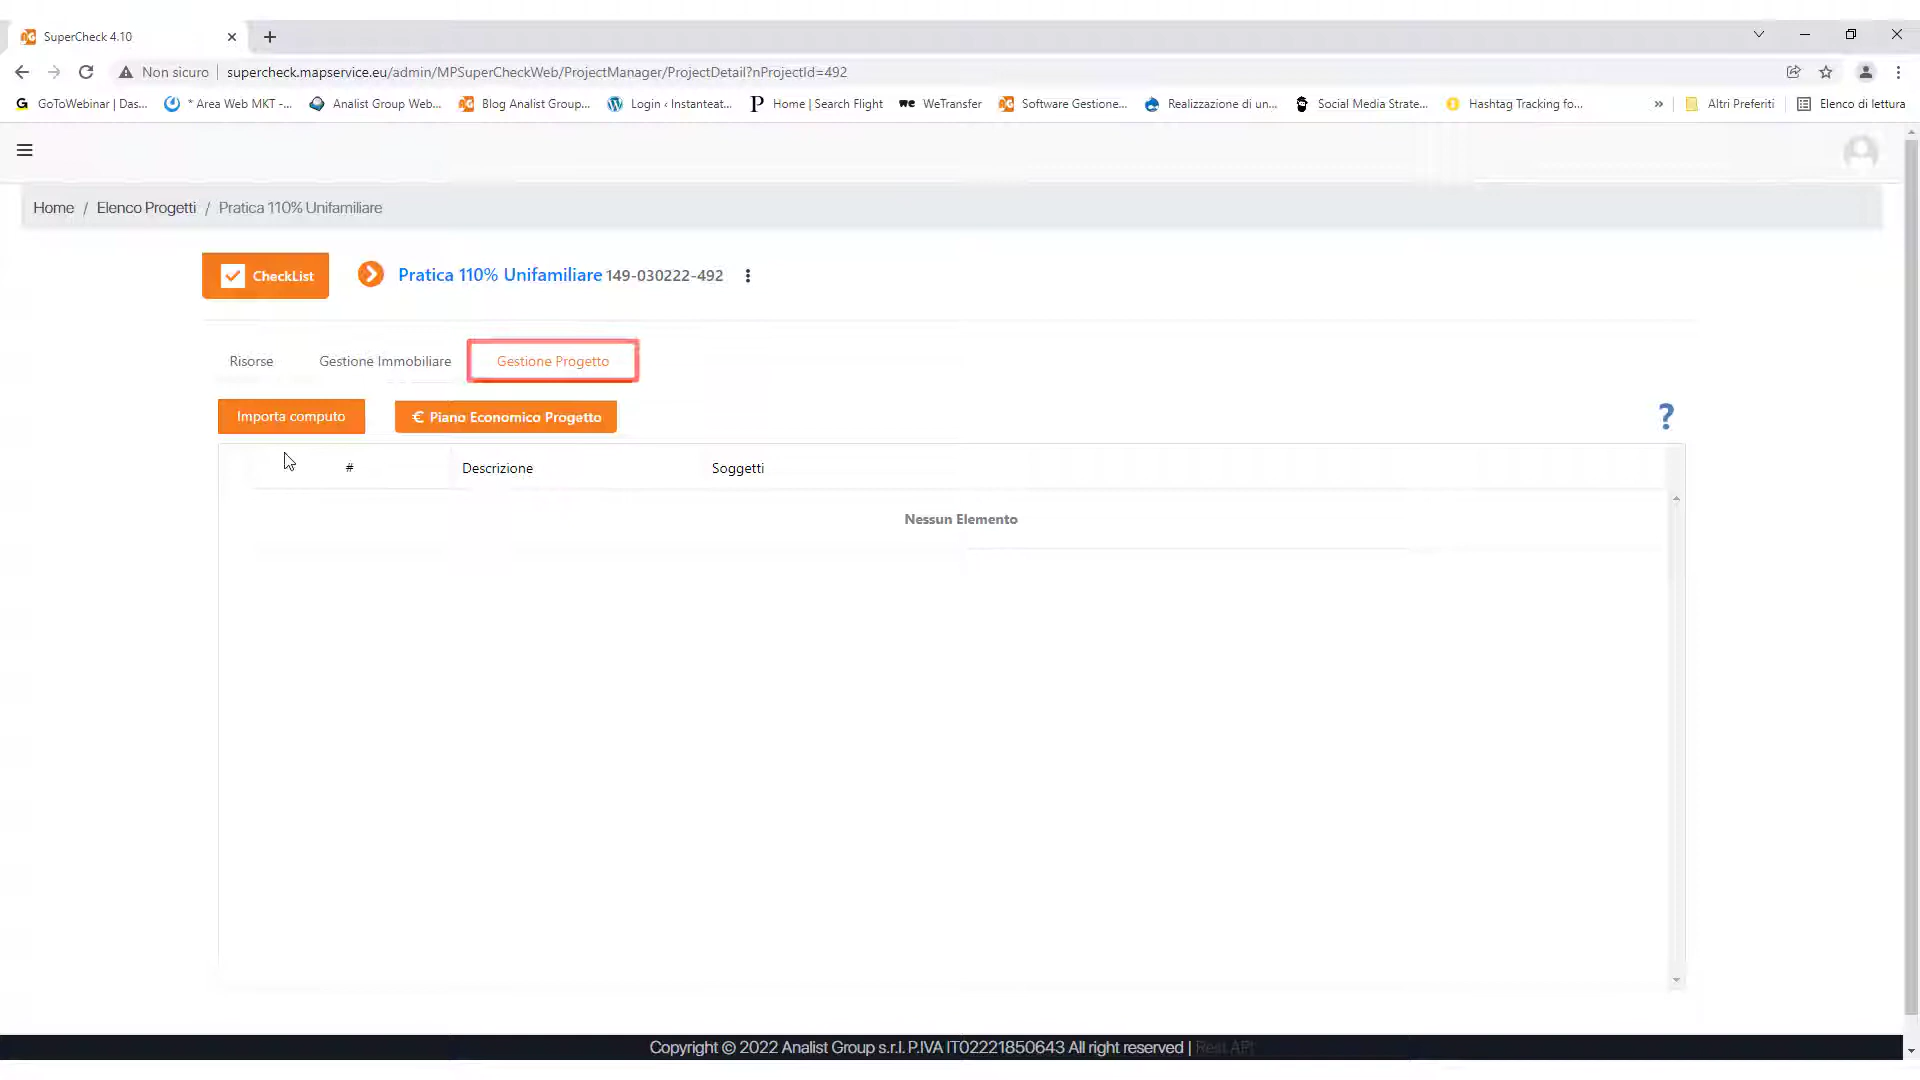 SuperCheck 4.10
Non sicuro | supercheck.mapservice.eu/admin/MPSuperCheckWeb/ProjectManager/ProjectDetail?nProjectId=492
GoToWebinar | Das... * Area Web MKT -... Analist Group Web... Blog Analist Group... Login ‹ Instanteat... Home | Search Flight WeTransfer Software Gestione... Realizzazione di un... Social Media Strate... Hashtag Tracking fo... » Altri Preferiti Elenco di lettura
Home / Elenco Progetti / Pratica 110% Unifamiliare
CheckList Pratica 110% Unifamiliare 149-030222-492
Risorse Gestione Immobiliare Gestione Progetto
Importa computo € Piano Economico Progetto ?
# Descrizione Soggetti
Nessun Elemento
Copyright © 2022 Analist Group s.r.l. P.IVA IT02221850643 All right reserved | Rest API